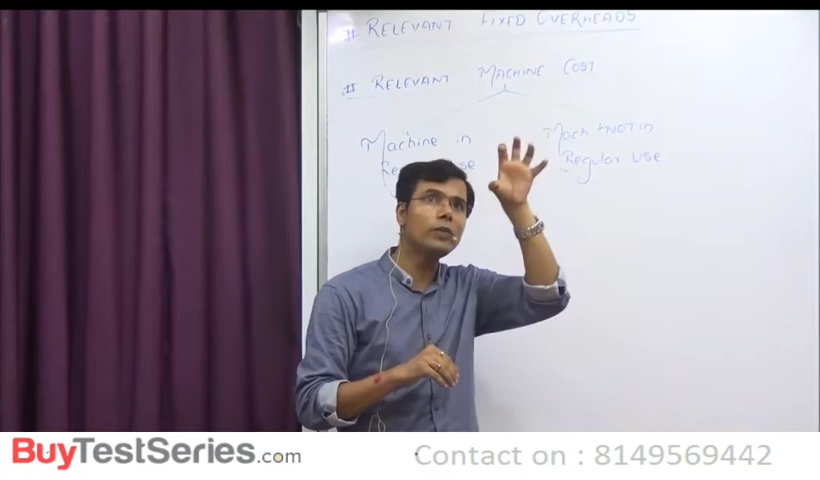 # RELEVANT FIXED OVERHEADS
# RELEVANT MACHINE COST
Machine in
Mach NOT in
Regular use
BuyTestSeries.com
Contact on : 8149569442